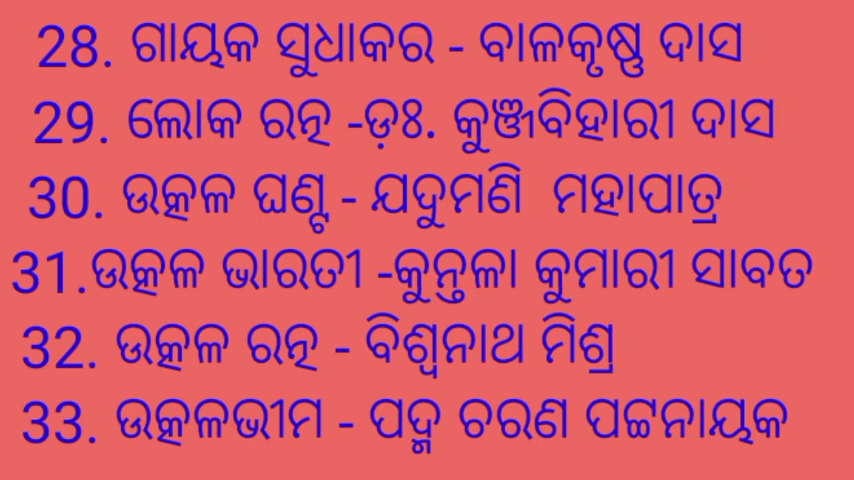 28. ଗାୟକ ସୁଧାକର - ବାଳକୃଷ୍ଣ ଦାସ
29. ଲୋକ ରତ୍ନ -ଡ଼ଃ. କୁଞ୍ଜବିହାରୀ ଦାସ
30. ଉତ୍କଳ ଘଣ୍ଟ - ଯଦୁମଣି ମହାପାତ୍ର
31.ଉତ୍କଳ ଭାରତୀ -କୁନ୍ତଳା କୁମାରୀ ସାବତ
32. ଉତ୍କଳ ରତ୍ନ - ବିଶ୍ୱନାଥ ମିଶ୍ର
33. ଉତ୍କଳଭୀମ - ପଦ୍ମ ଚରଣ ପଟ୍ଟନାୟକ